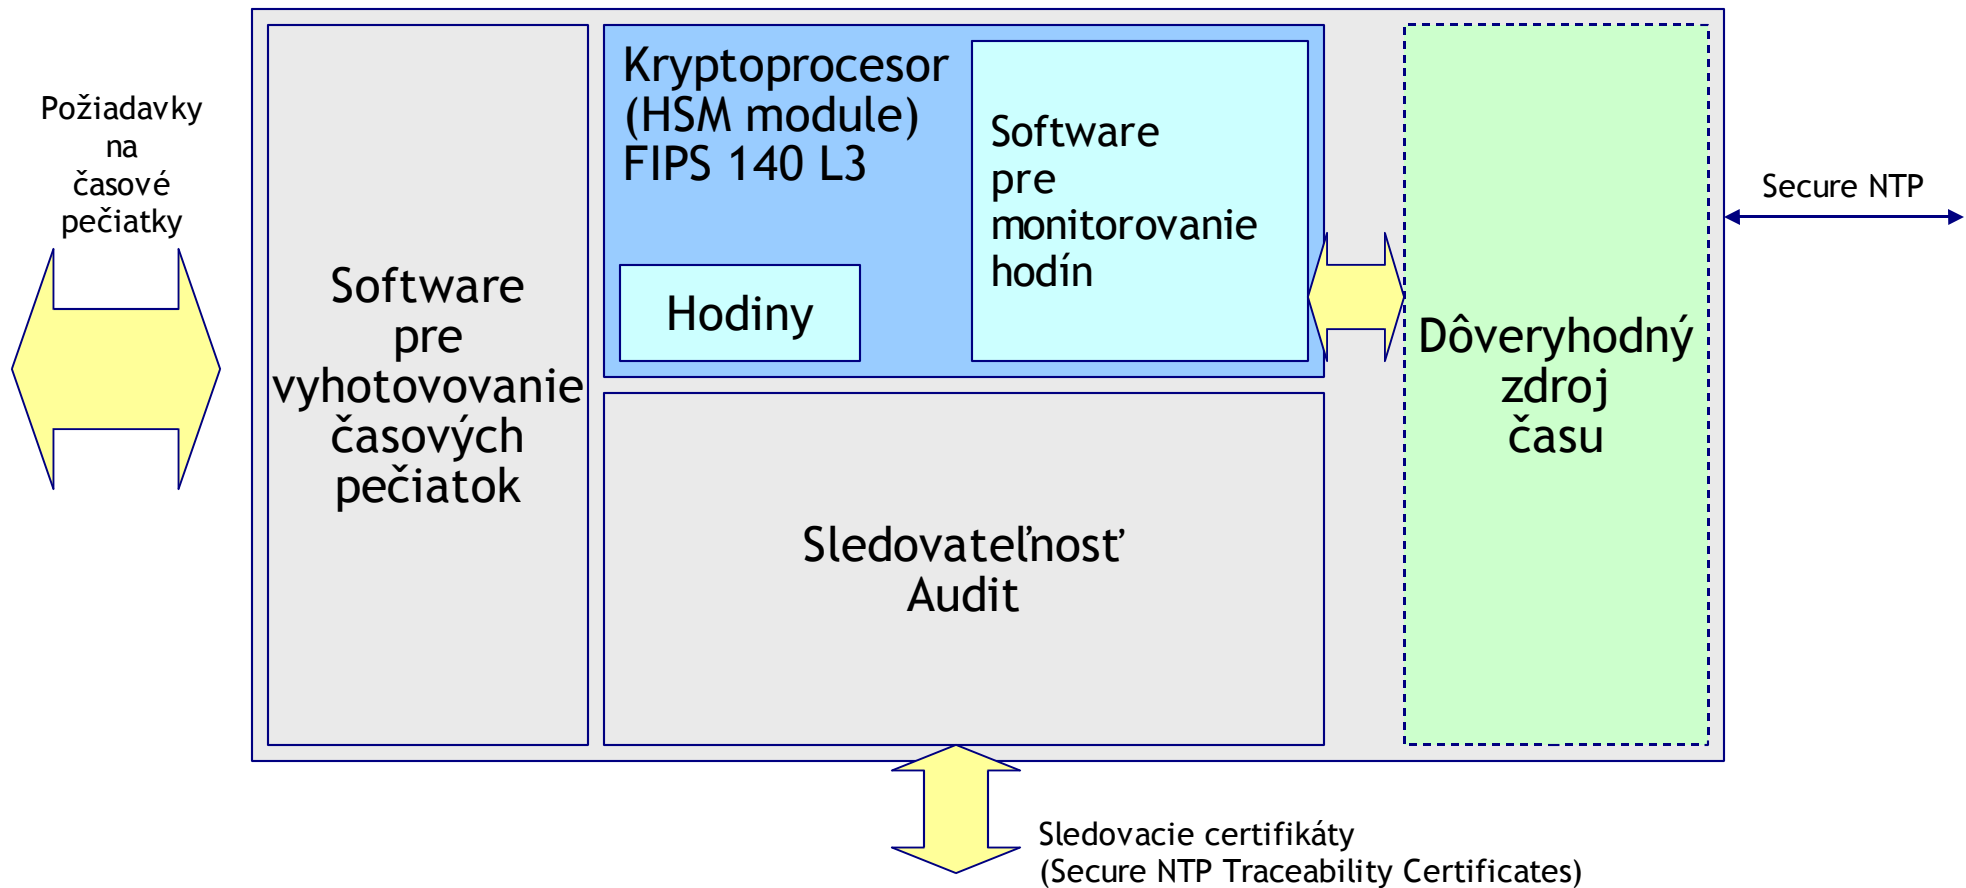 Požiadavky
na
časové
pečiatky
Software
pre
vyhotovovanie
časových
pečiatok
Kryptoprocesor
(HSM module)
FIPS 140 L3
Hodiny
Software
pre
monitorovanie
hodín
Sledovateľnosť
Audit
Dôveryhodný
zdroj
času
Secure NTP
Sledovacie certifikáty
(Secure NTP Traceability Certificates)